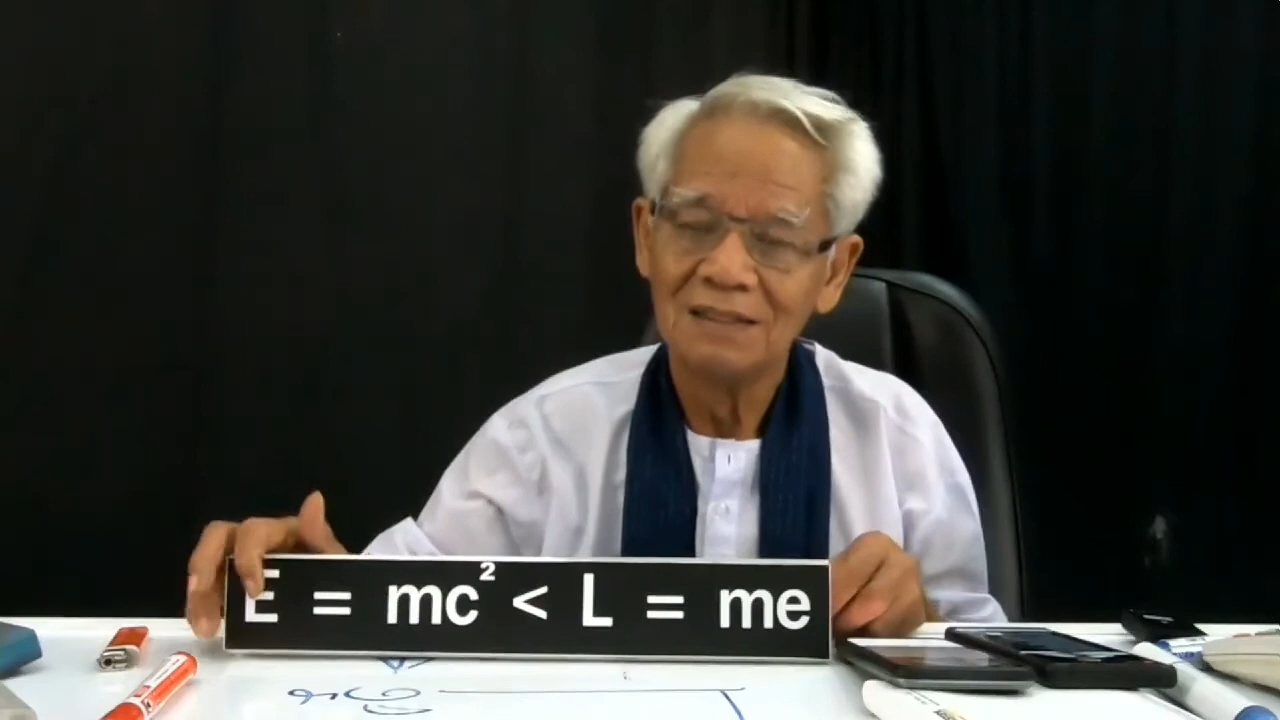 E = mc² < L = me